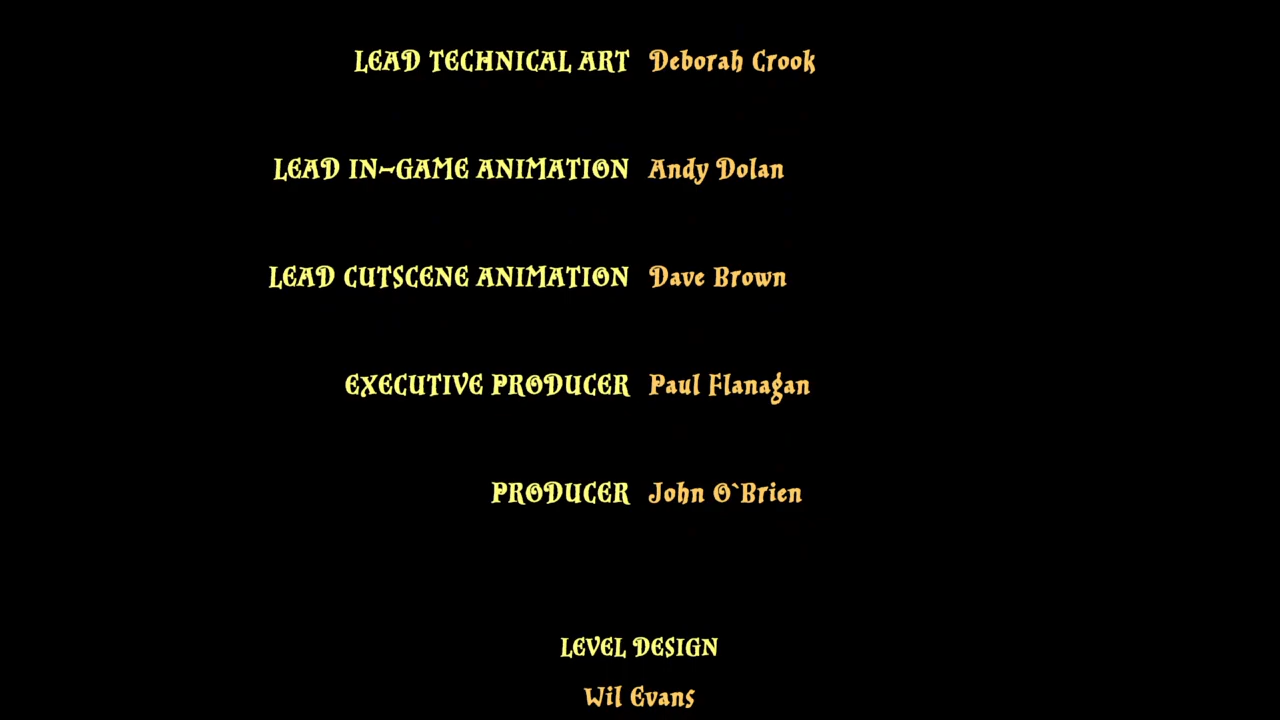 LEAD TECHNICAL ART Deborah Crook
LEAD IN-GAME ANIMATION Andy Dolan
LEAD CUTSCENE ANIMATION Dave Brown
EXECUTIVE PRODUCER Paul Flanagan
PRODUCER John O`Brien
LEVEL DESIGN
Wil Evans